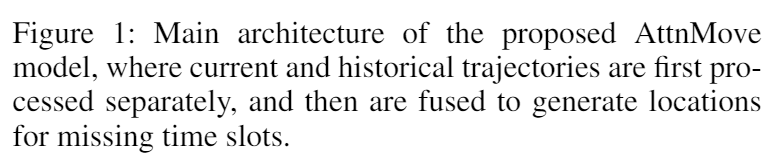 Figure 1: Main architecture of the proposed AttnMove
model, where current and historical trajectories are first pro-
cessed separately, and then are fused to generate locations
for missing time slots.